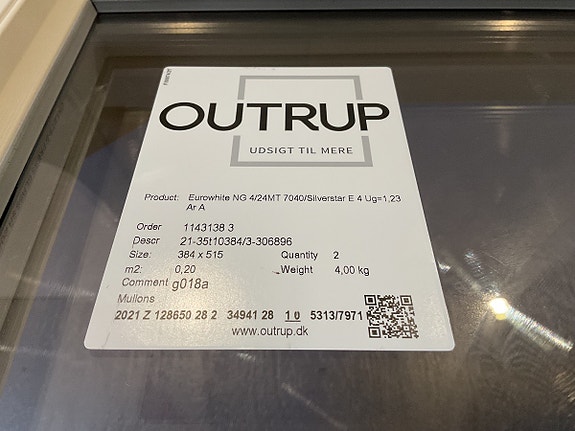 OUTRUP
UDSIGT TIL MERE
Product: Eurowhite NG 4/24MT 7040/Silverstar E 4 Ug=1,23
Ar A
Order 1143138 3
Descr 21-35t10384/3-306896
Size: 384 x 515 Quantity 2
m2: 0,20 Weight 4,00 kg
Comment g018a
Mullons
2021 Z 128650 28 2 34941 28 1 0 5313/7971
www.outrup.dk